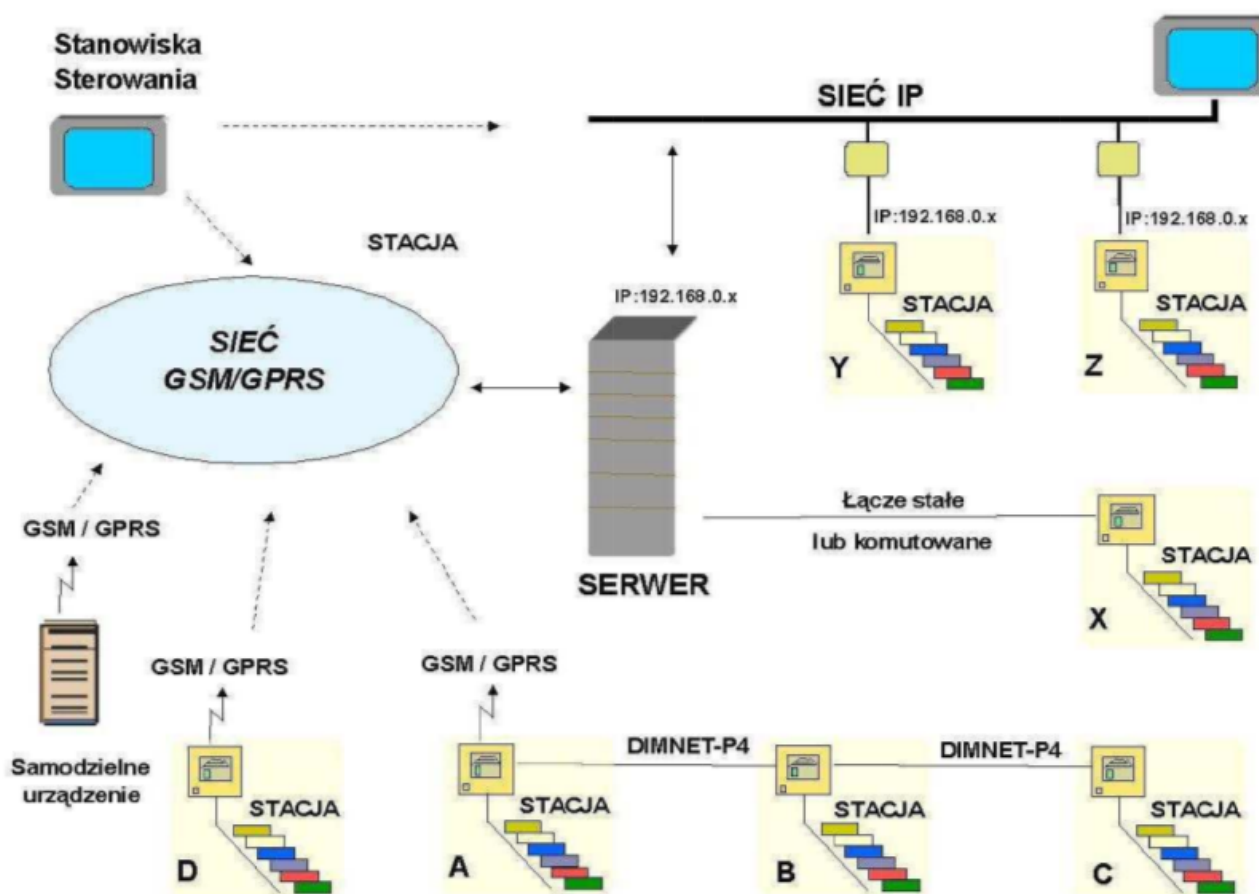 Stanowiska
Sterowania
SIEĆ IP
IP:192.168.0.x
IP:192.168.0.x
STACJA
IP:192.168.0.x
STACJA
STACJA
Y
Z
SIEĆ
GSM/GPRS
Łącze stałe
lub komutowane
STACJA
X
SERWER
GSM / GPRS
GSM / GPRS
GSM / GPRS
Samodzielne
urządzenie
DIMNET-P4
DIMNET-P4
STACJA
STACJA
STACJA
STACJA
D
A
B
C